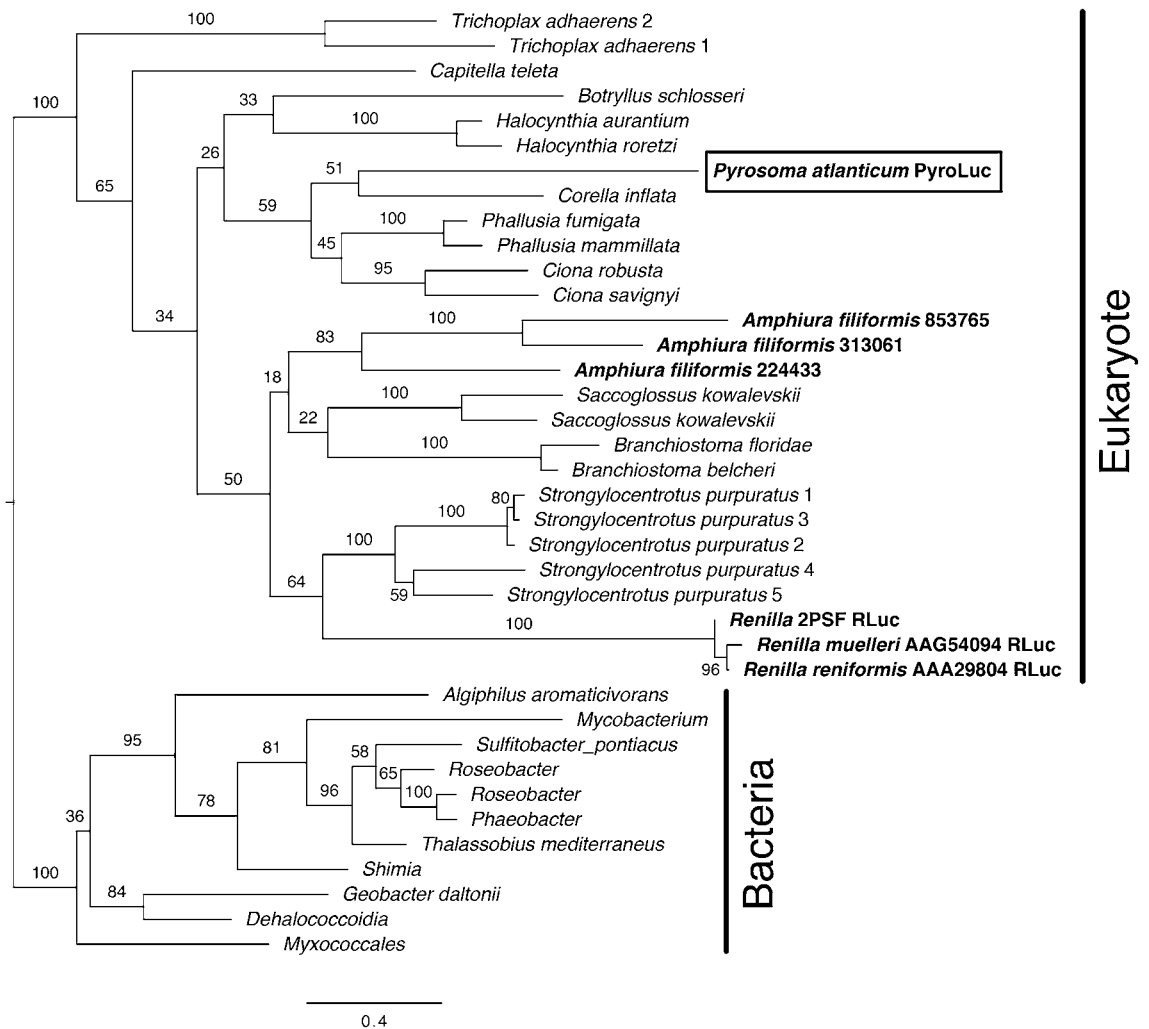 100
Trichoplax adhaerens 2
Trichoplax adhaerens 1
Capitella teleta
100
33
Botryllus schlosseri
100
Halocynthia aurantium
Halocynthia roretzi
26
51
Pyrosoma atlanticum PyroLuc
65
Corella inflata
59
100
Phallusia fumigata
45
Phallusia mammillata
95
Ciona robusta
Ciona savignyi
34
100
Amphiura filiformis 853765
83
Amphiura filiformis 313061
18
Amphiura filiformis 224433
100
Saccoglossus kowalevskii
22
Saccoglossus kowalevskii
100
Branchiostoma floridae
Branchiostoma belcheri
50
80
Strongylocentrotus purpuratus 1
100
Strongylocentrotus purpuratus 3
100
Strongylocentrotus purpuratus 2
64
Strongylocentrotus purpuratus 4
59
Strongylocentrotus purpuratus 5
100
Renilla 2PSF RLuc
Renilla muelleri AAG54094 RLuc
96
Renilla reniformis AAA29804 RLuc
Eukaryote
Algiphilus aromaticivorans
95
81
Mycobacterium
58
Sulfitobacter_pontiacus
65
Roseobacter
78
96
100
Roseobacter
36
Phaeobacter
Thalassobius mediterraneus
Shimia
100
84
Geobacter daltonii
Dehalococcoidia
Myxococcales
Bacteria
0.4